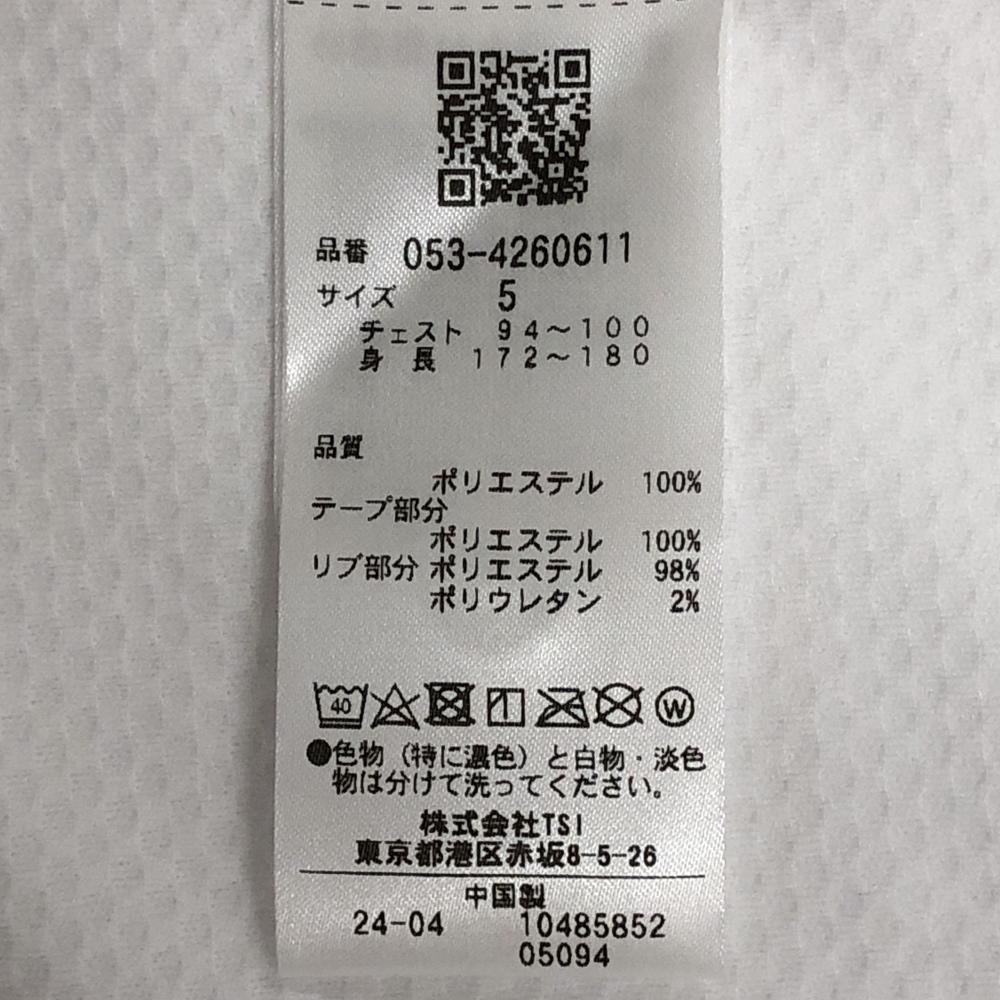 品番 053-4260611
サイズ 5
チェスト 94～100
身長 172～180
品質
ポリエステル 100%
テープ部分
ポリエステル 100%
リブ部分 ポリエステル 98%
ポリウレタン 2%
40 W
●色物（特に濃色）と白物・淡色
物は分けて洗ってください。
株式会社TSI
東京都港区赤坂8-5-26
中国製
24-04 10485852
05094